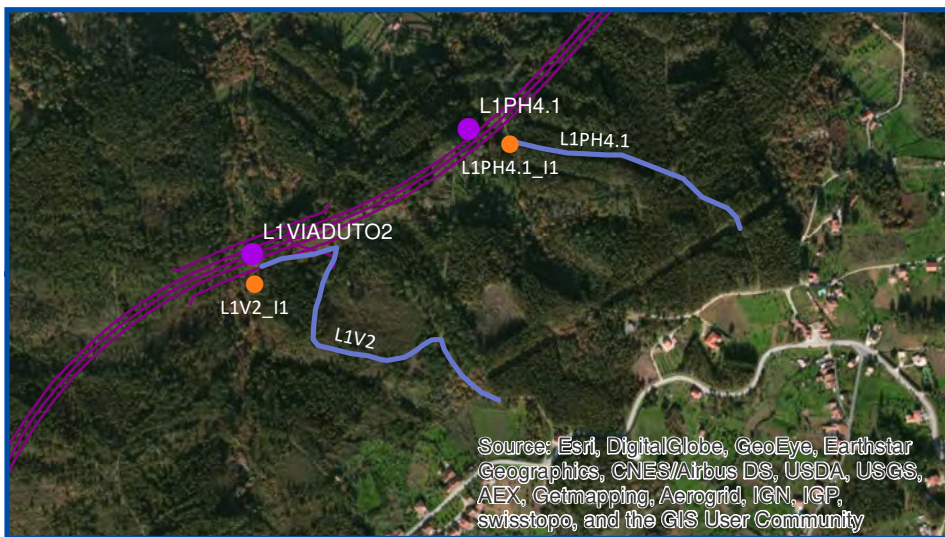 L1PH4.1
L1PH4.1
L1PH4.1_I1
L1VIADUTO2
L1V2_I1
L1V2
Source: Esri, DigitalGlobe, GeoEye, Earthstar
Geographics, CNES/Airbus DS, USDA, USGS,
AEX, Getmapping, Aerogrid, IGN, IGP,
swisstopo, and the GIS User Community